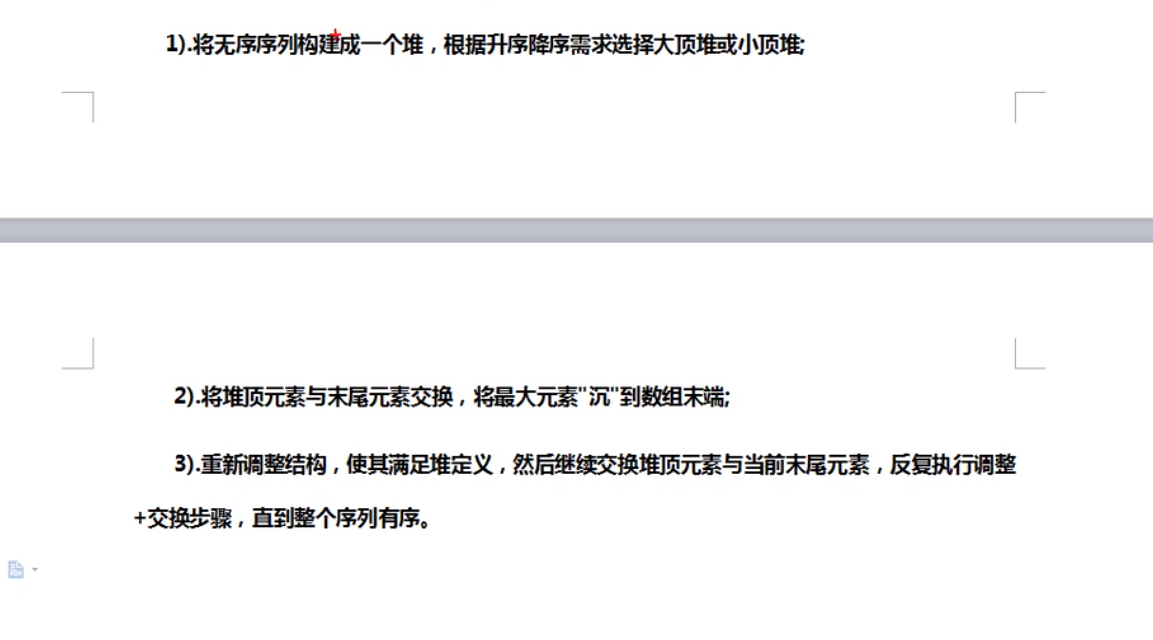 1).将无序序列构建成一个堆，根据升序降序需求选择大顶堆或小顶堆;
2).将堆顶元素与末尾元素交换，将最大元素"沉"到数组末端;
3).重新调整结构，使其满足堆定义，然后继续交换堆顶元素与当前末尾元素，反复执行调整
+交换步骤，直到整个序列有序。